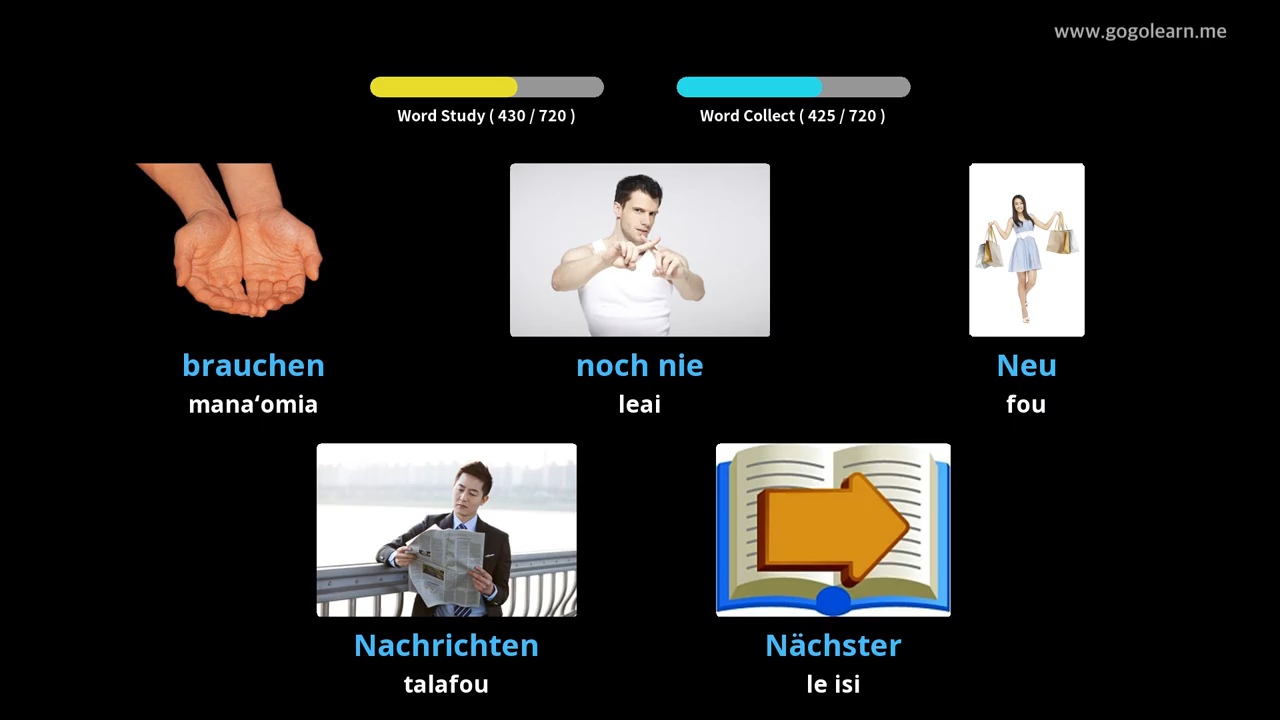 www.gogolearn.me
Word Study ( 430 / 720 )
Word Collect ( 425 / 720 )
brauchen
manaʻomia
noch nie
leai
Neu
fou
Nachrichten
talafou
Nächster
le isi